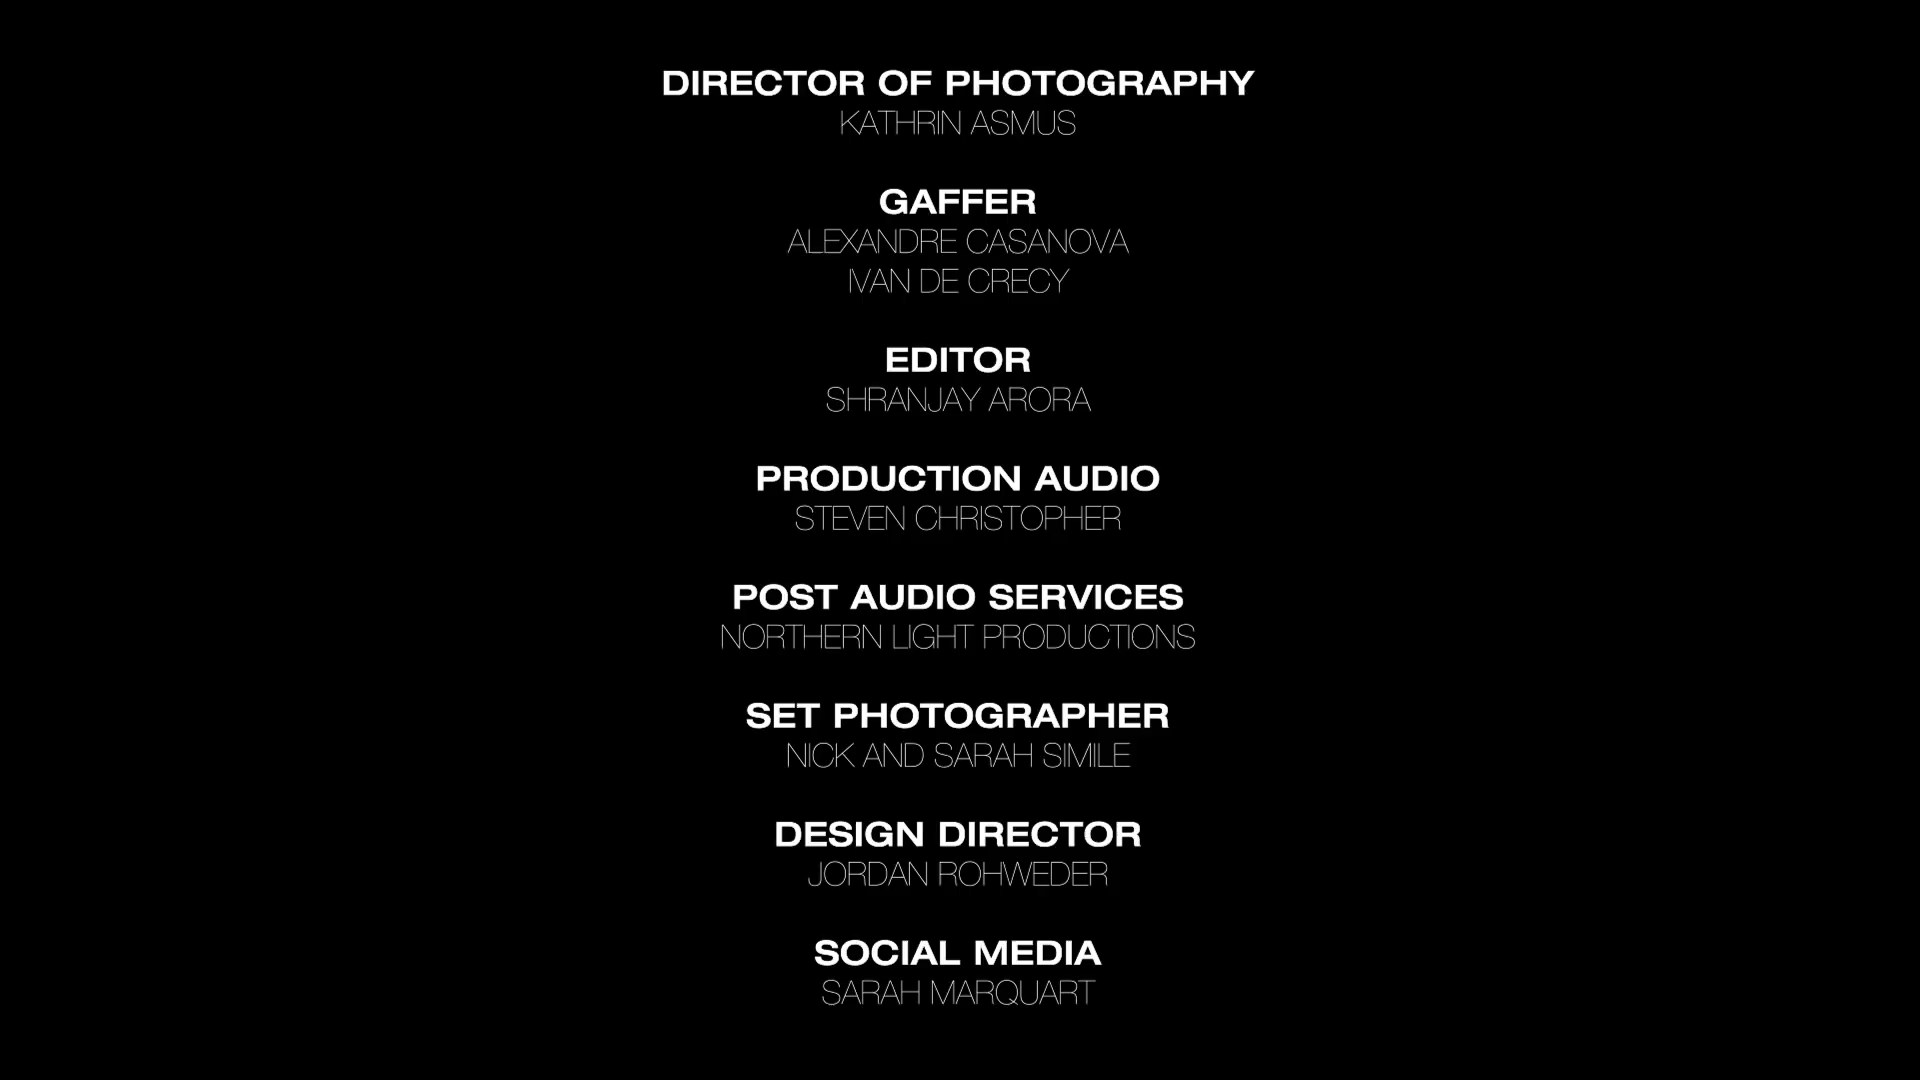 DIRECTOR OF PHOTOGRAPHY
KATHRIN ASMUS
GAFFER
ALEXANDRE CASANOVA
IVAN DE CRECY
EDITOR
SHRANJAY ARORA
PRODUCTION AUDIO
STEVEN CHRISTOPHER
POST AUDIO SERVICES
NORTHERN LIGHT PRODUCTIONS
SET PHOTOGRAPHER
NICK AND SARAH SIMILE
DESIGN DIRECTOR
JORDAN ROHWEDER
SOCIAL MEDIA
SARAH MARQUART